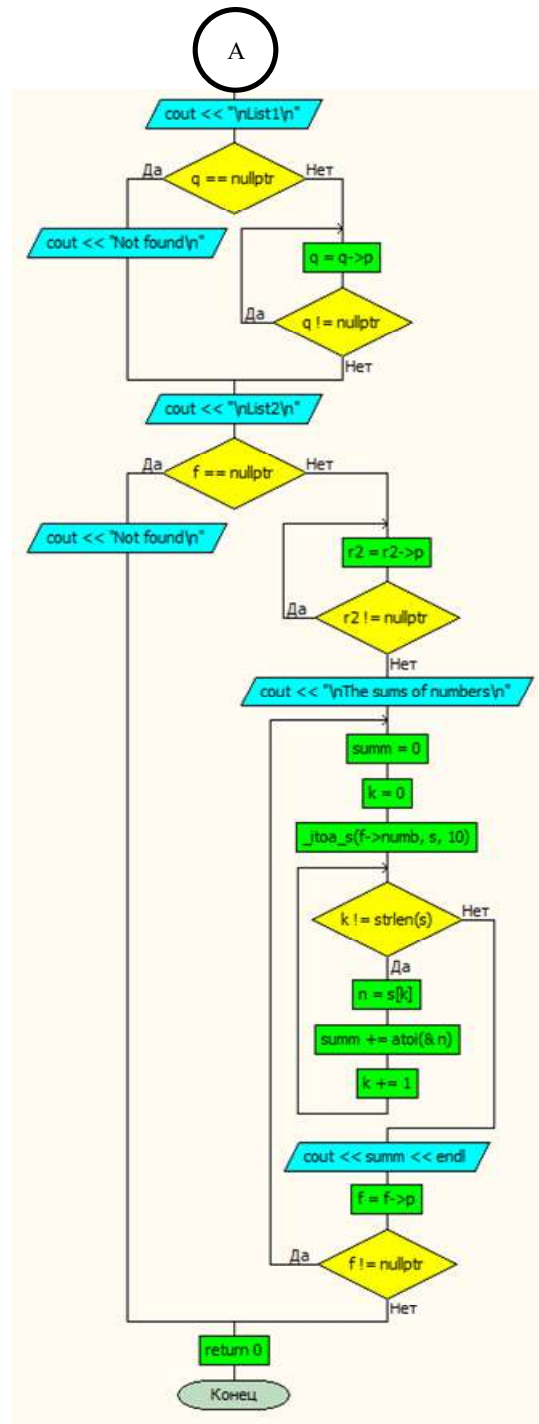 A
cout << "\nList1\n"
Да
q == nullptr
Нет
cout << "Not found\n"
q = q->p
Да
q != nullptr
Нет
cout << "\nList2\n"
Да
f == nullptr
Нет
cout << "Not found\n"
r2 = r2->p
Да
r2 != nullptr
Нет
cout << "\nThe sums of numbers\n"
summ = 0
k = 0
_itoa_s(f->numb, s, 10)
k != strlen(s)
Нет
Да
n = s[k]
summ += atoi(& n)
k += 1
cout << summ << endl
f = f->p
Да
f != nullptr
Нет
return 0
Конец